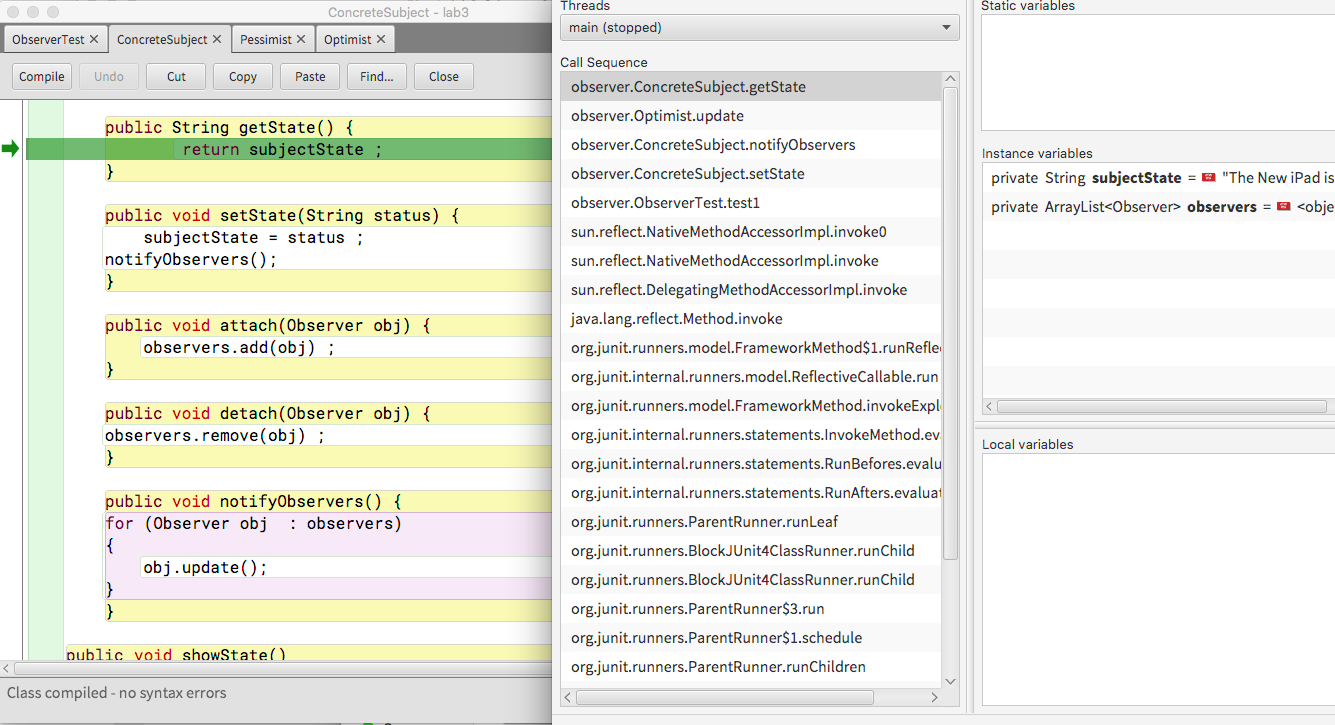 ConcreteSubject - lab3
ObserverTest ✕ ConcreteSubject ✕ Pessimist ✕ Optimist ✕
Compile Undo Cut Copy Paste Find... Close
public String getState() {
return subjectState ;
}
public void setState(String status) {
subjectState = status ;
notifyObservers();
}
public void attach(Observer obj) {
observers.add(obj) ;
}
public void detach(Observer obj) {
observers.remove(obj) ;
}
public void notifyObservers() {
for (Observer obj  : observers)
{
obj.update();
}
}
public void showState()
Class compiled - no syntax errors
Threads
main (stopped)
Call Sequence
observer.ConcreteSubject.getState
observer.Optimist.update
observer.ConcreteSubject.notifyObservers
observer.ConcreteSubject.setState
observer.ObserverTest.test1
sun.reflect.NativeMethodAccessorImpl.invoke0
sun.reflect.NativeMethodAccessorImpl.invoke
sun.reflect.DelegatingMethodAccessorImpl.invoke
java.lang.reflect.Method.invoke
org.junit.runners.model.FrameworkMethod$1.runRefle
org.junit.internal.runners.model.ReflectiveCallable.run
org.junit.runners.model.FrameworkMethod.invokeExpl
org.junit.internal.runners.statements.InvokeMethod.eva
org.junit.internal.runners.statements.RunBefores.evalu
org.junit.internal.runners.statements.RunAfters.evaluat
org.junit.runners.ParentRunner.runLeaf
org.junit.runners.BlockJUnit4ClassRunner.runChild
org.junit.runners.BlockJUnit4ClassRunner.runChild
org.junit.runners.ParentRunner$3.run
org.junit.runners.ParentRunner$1.schedule
org.junit.runners.ParentRunner.runChildren
Static variables
Instance variables
private String subjectState = "The New iPad is
private ArrayList<Observer> observers = <obje
Local variables